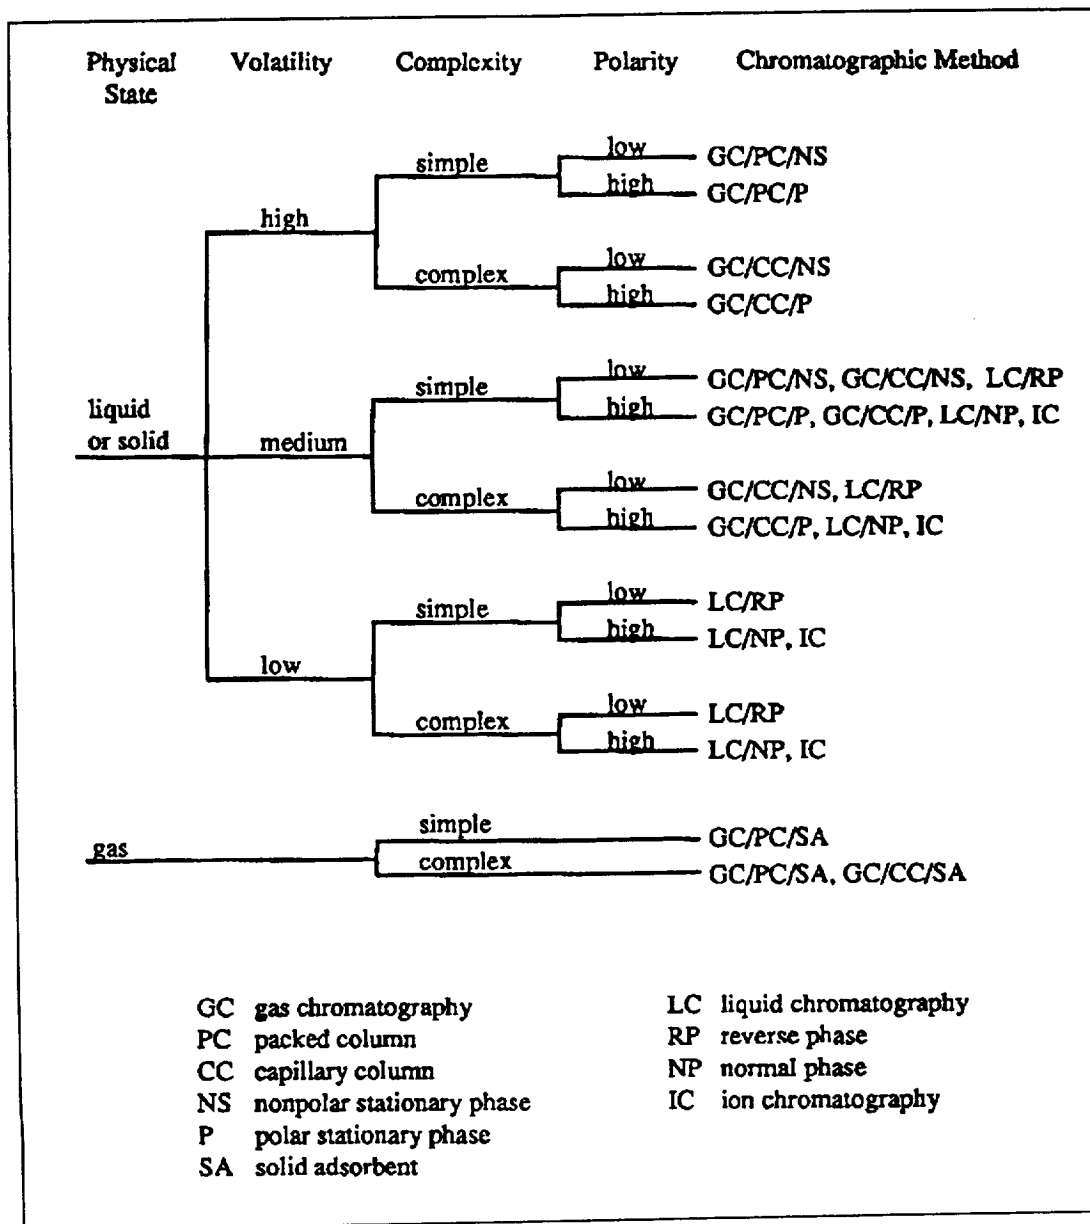 Physical State Volatility Complexity Polarity Chromatographic Method
low GC/PC/NS
simple
high GC/PC/P
high
low GC/CC/NS
complex
high GC/CC/P
low GC/PC/NS, GC/CC/NS, LC/RP
simple
high GC/PC/P, GC/CC/P, LC/NP, IC
liquid
or solid medium
low GC/CC/NS, LC/RP
complex
high GC/CC/P, LC/NP, IC
low LC/RP
simple
high LC/NP, IC
low
low LC/RP
complex
high LC/NP, IC
simple GC/PC/SA
gas
complex GC/PC/SA, GC/CC/SA
GC gas chromatography
PC packed column
CC capillary column
NS nonpolar stationary phase
P polar stationary phase
SA solid adsorbent
LC liquid chromatography
RP reverse phase
NP normal phase
IC ion chromatography